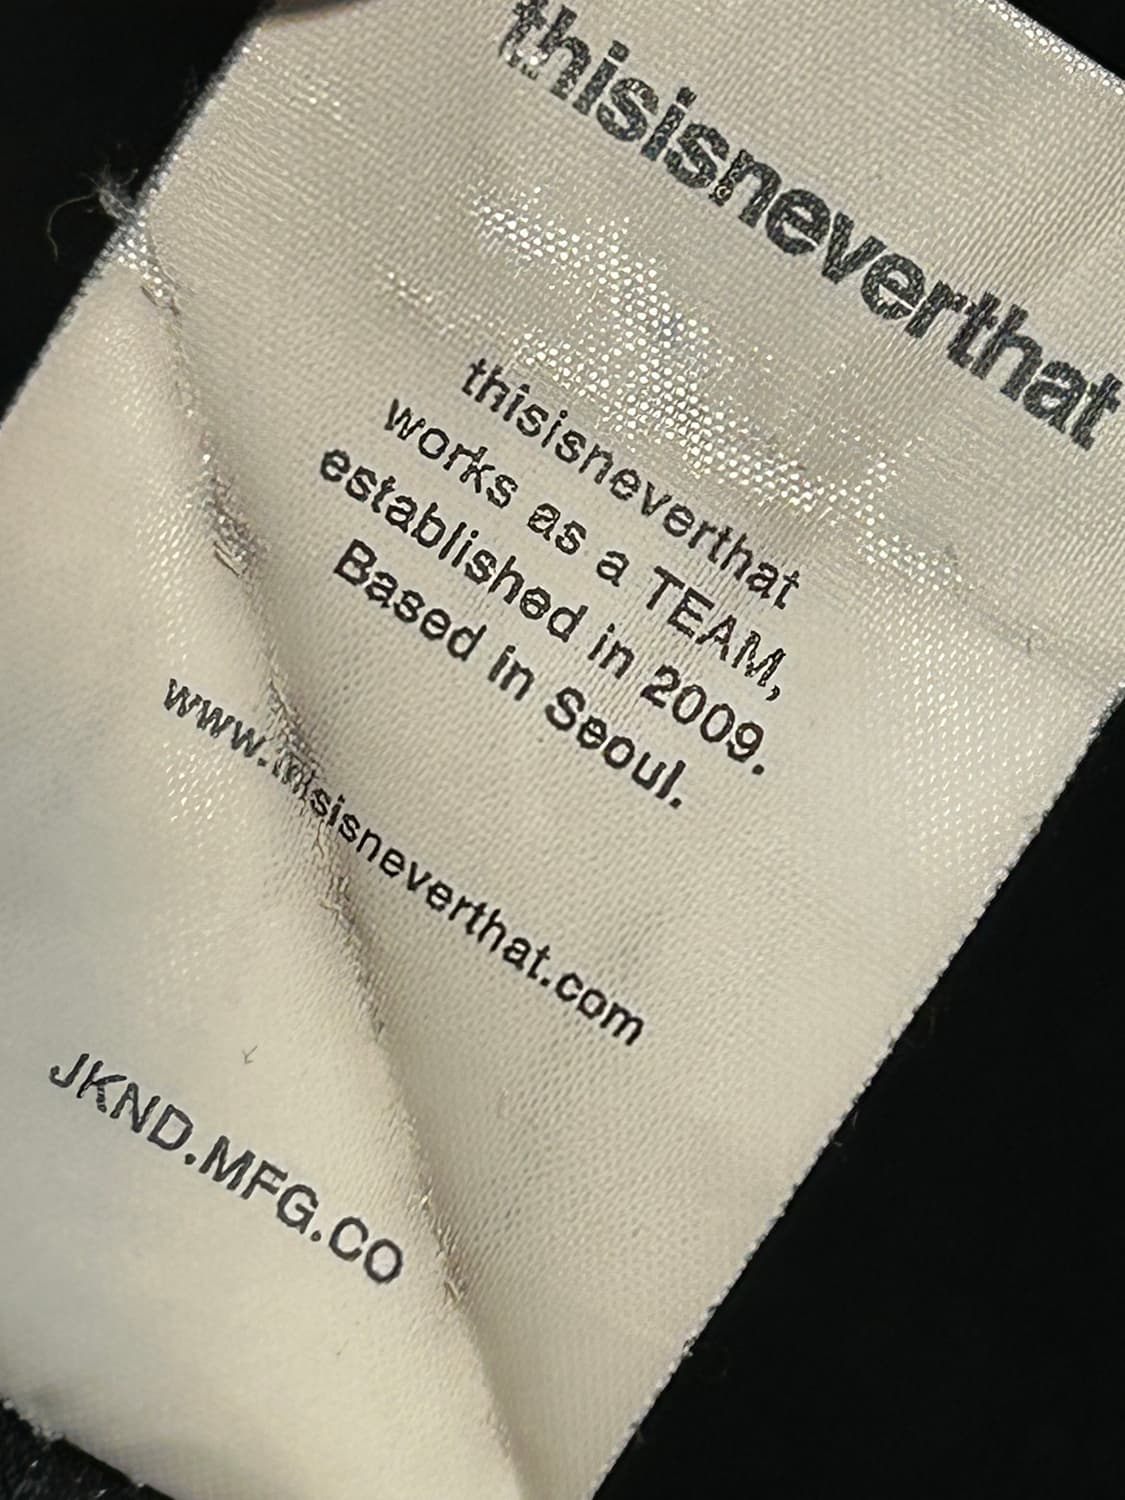 thisisneverthat
thisisneverthat
works as a TEAM,
established in 2009.
Based in Seoul.
www.thisisneverthat.com
JKND.MFG.CO